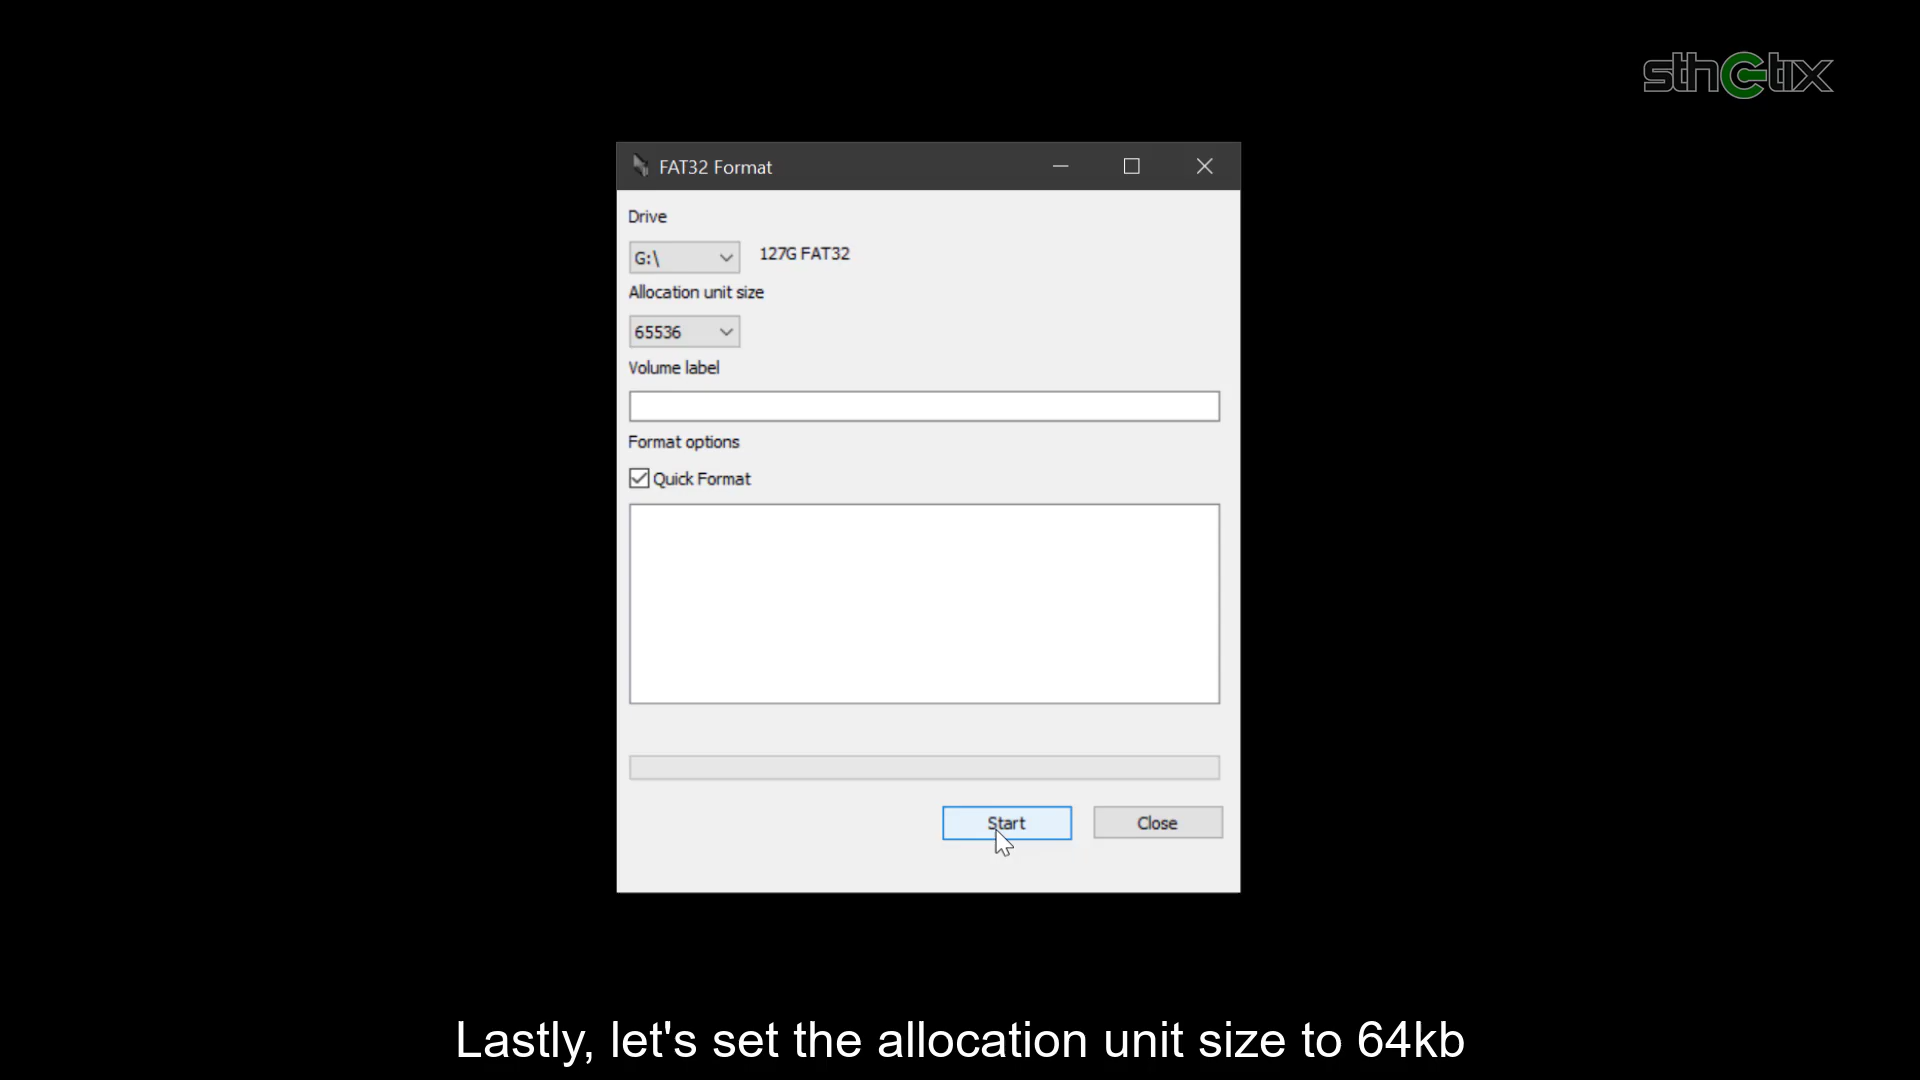 sthetix
FAT32 Format
Drive
G:\ 127G FAT32
Allocation unit size
65536
Volume label
Format options
Quick Format
Start Close
Lastly, let's set the allocation unit size to 64kb